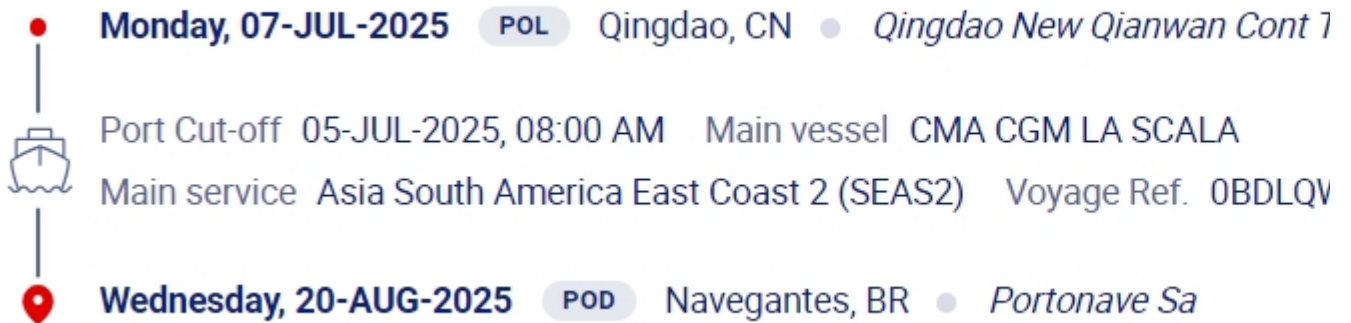 Monday, 07-JUL-2025 POL Qingdao, CN Qingdao New Qianwan Cont
Port Cut-off 05-JUL-2025, 08:00 AM Main vessel CMA CGM LA SCALA
Main service Asia South America East Coast 2 (SEAS2) Voyage Ref.
Wednesday, 20-AUG-2025 POD Navegantes, BR Portonave Sa